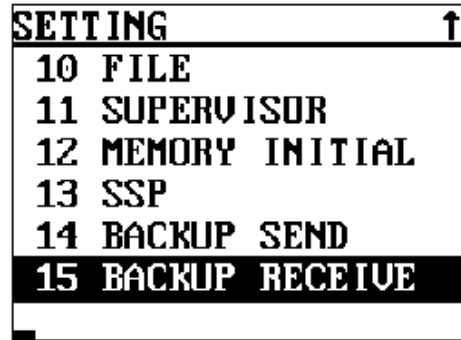 SETTING ↑
10 FILE
11 SUPERVISOR
12 MEMORY INITIAL
13 SSP
14 BACKUP SEND
15 BACKUP RECEIVE